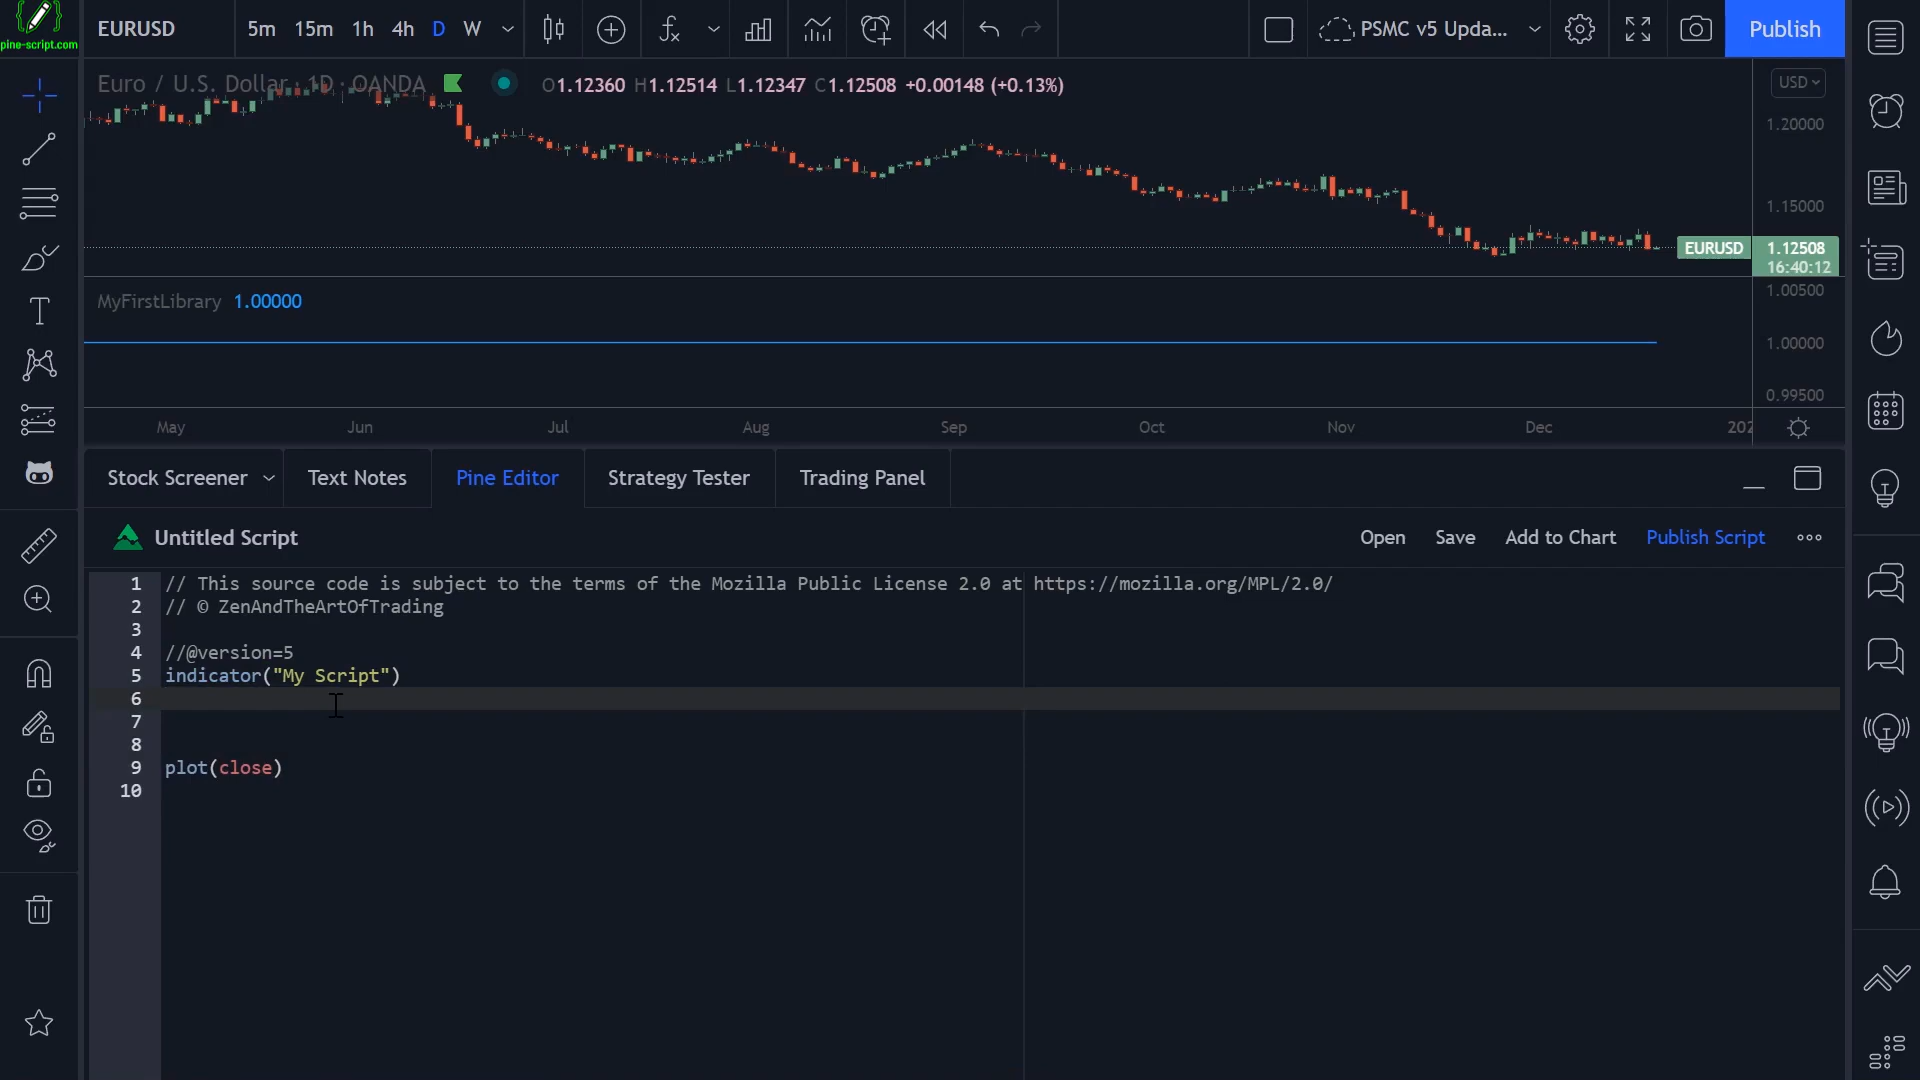 pine-script.com
EURUSD 5m 15m 1h 4h D W PSMC v5 Upda... Publish
Euro / U.S. Dollar · 1D · OANDA O1.12360 H1.12514 L1.12347 C1.12508 +0.00148 (+0.13%)
USD
1.20000
1.15000
EURUSD 1.12508
16:40:12
1.00500
MyFirstLibrary 1.00000
1.00000
0.99500
May Jun Jul Aug Sep Oct Nov Dec 202
Stock Screener Text Notes Pine Editor Strategy Tester Trading Panel
Untitled Script Open Save Add to Chart Publish Script
1 // This source code is subject to the terms of the Mozilla Public License 2.0 at https://mozilla.org/MPL/2.0/
2 // © ZenAndTheArtOfTrading
3
4 //@version=5
5 indicator("My Script")
6
7
8
9 plot(close)
10